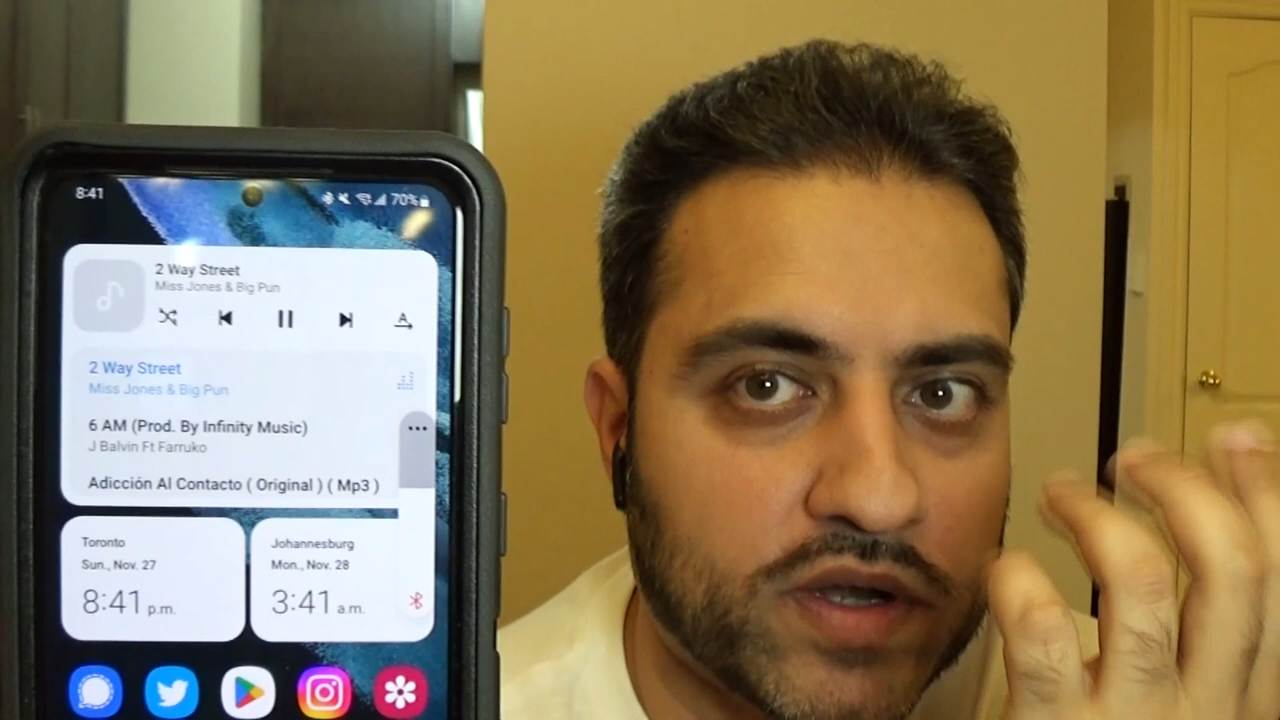 8:41
70%
2 Way Street
Miss Jones & Big Pun
A
2 Way Street
Miss Jones & Big Pun
6 AM (Prod. By Infinity Music)
J Balvin Ft Farruko
Adicción Al Contacto ( Original ) ( Mp3 )
Toronto
Sun., Nov. 27
8:41 p.m.
Johannesburg
Mon., Nov. 28
3:41 a.m.